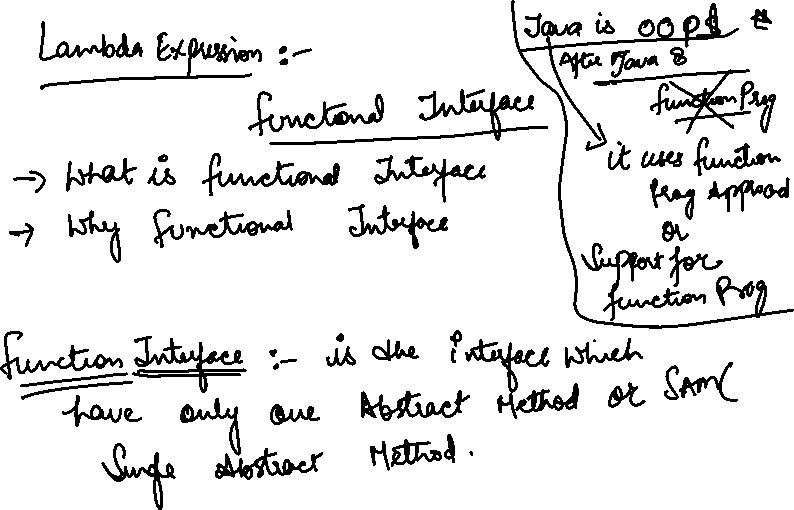 Lambda Expression :-
Functional Interface
→ What is functional Interface
→ Why functional Interface
Java is OOPS
After Java 8
function Prog
it uses function
Prog Approad
or
Support for
function Prog
Function Interface :- is the interface which
have only one Abstract Method or SAM(
Single Abstract Method.